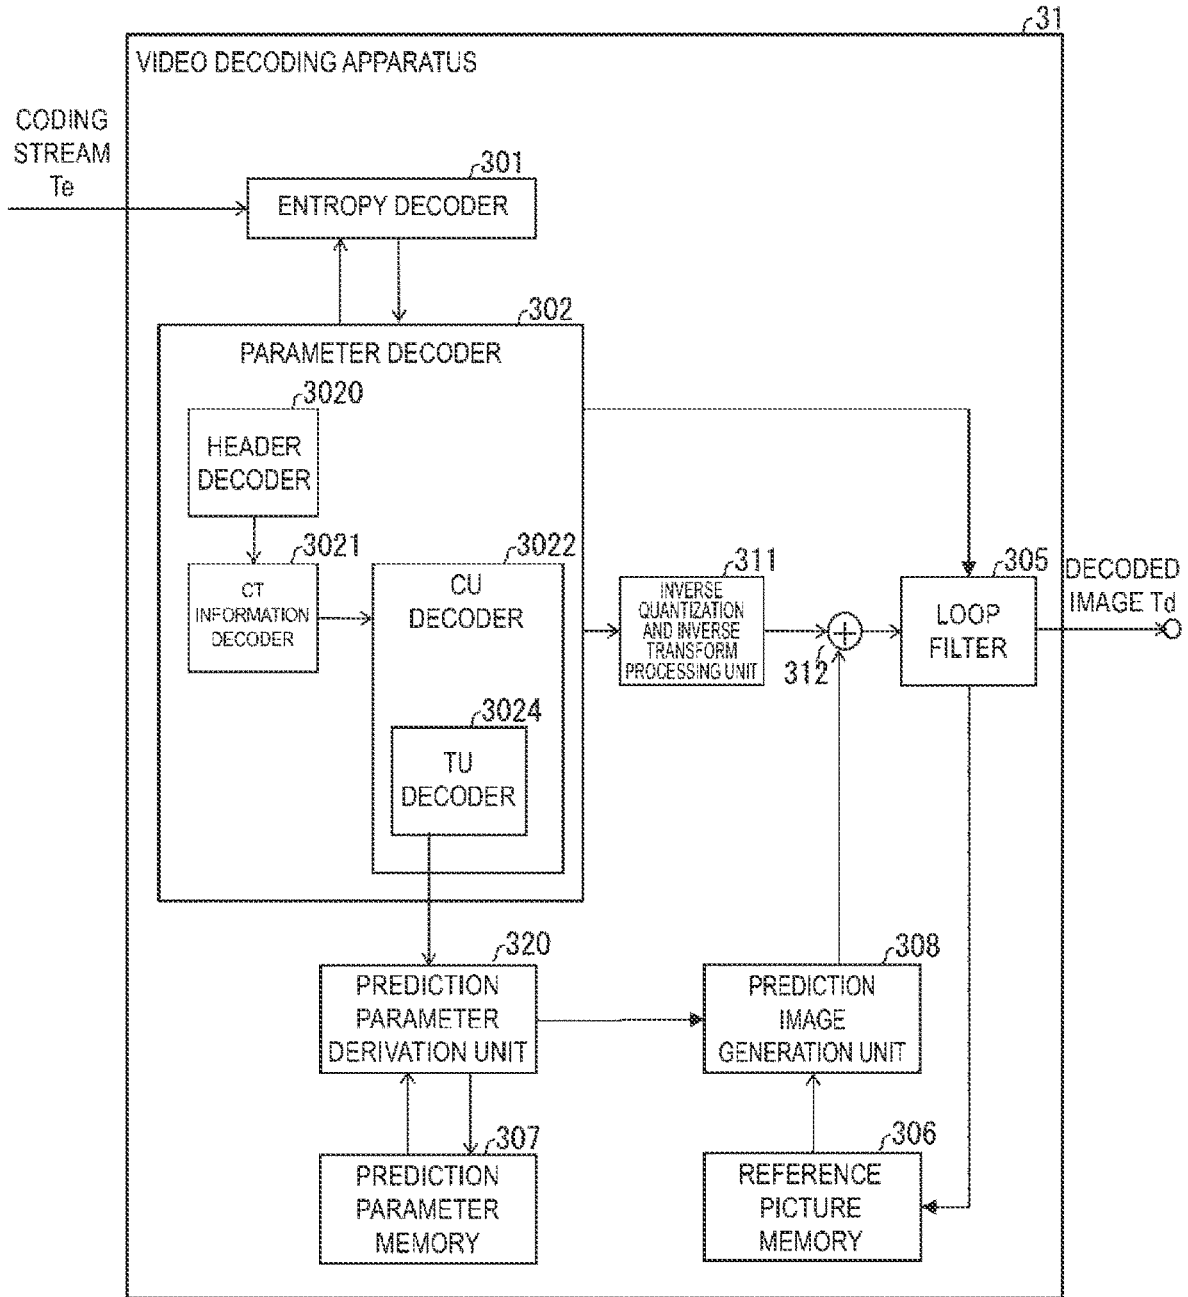 31
VIDEO DECODING APPARATUS
CODING
STREAM
Te
301
ENTROPY DECODER
302
PARAMETER DECODER
3020
HEADER
DECODER
3021
CT
INFORMATION
DECODER
3022
CU
DECODER
3024
TU
DECODER
311
INVERSE
QUANTIZATION
AND INVERSE
TRANSFORM
PROCESSING UNIT
312
305
LOOP
FILTER
DECODED
IMAGE Td
320
PREDICTION
PARAMETER
DERIVATION UNIT
308
PREDICTION
IMAGE
GENERATION UNIT
307
PREDICTION
PARAMETER
MEMORY
306
REFERENCE
PICTURE
MEMORY